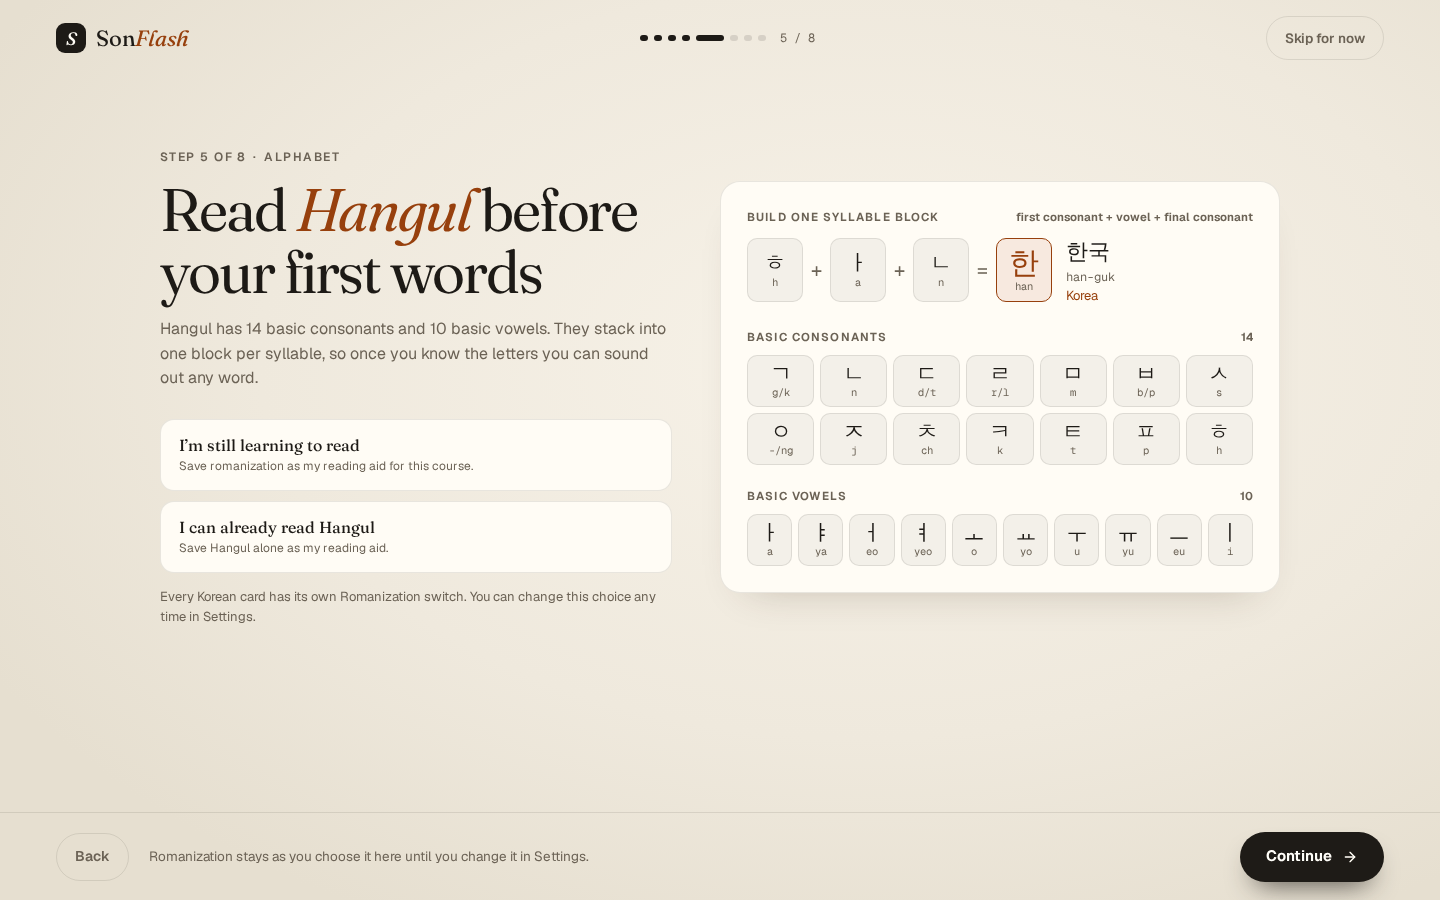 S SonFlash
5 / 8
Skip for now
STEP 5 OF 8 · ALPHABET
Read Hangul before
your first words
Hangul has 14 basic consonants and 10 basic vowels. They stack into
one block per syllable, so once you know the letters you can sound
out any word.
I'm still learning to read
Save romanization as my reading aid for this course.
I can already read Hangul
Save Hangul alone as my reading aid.
Every Korean card has its own Romanization switch. You can change this choice any
time in Settings.
BUILD ONE SYLLABLE BLOCK
first consonant + vowel + final consonant
ㅎ + ㅏ + ㄴ = 한 한국
h a n han han-guk
Korea
BASIC CONSONANTS 14
ㄱ ㄴ ㄷ ㄹ ㅁ ㅂ ㅅ
g/k n d/t r/l m b/p s
ㅇ ㅈ ㅊ ㅋ ㅌ ㅍ ㅎ
-/ng j ch k t p h
BASIC VOWELS 10
ㅏ ㅑ ㅓ ㅕ ㅗ ㅛ ㅜ ㅠ ㅡ ㅣ
a ya eo yeo o yo u yu eu i
Back
Romanization stays as you choose it here until you change it in Settings.
Continue →